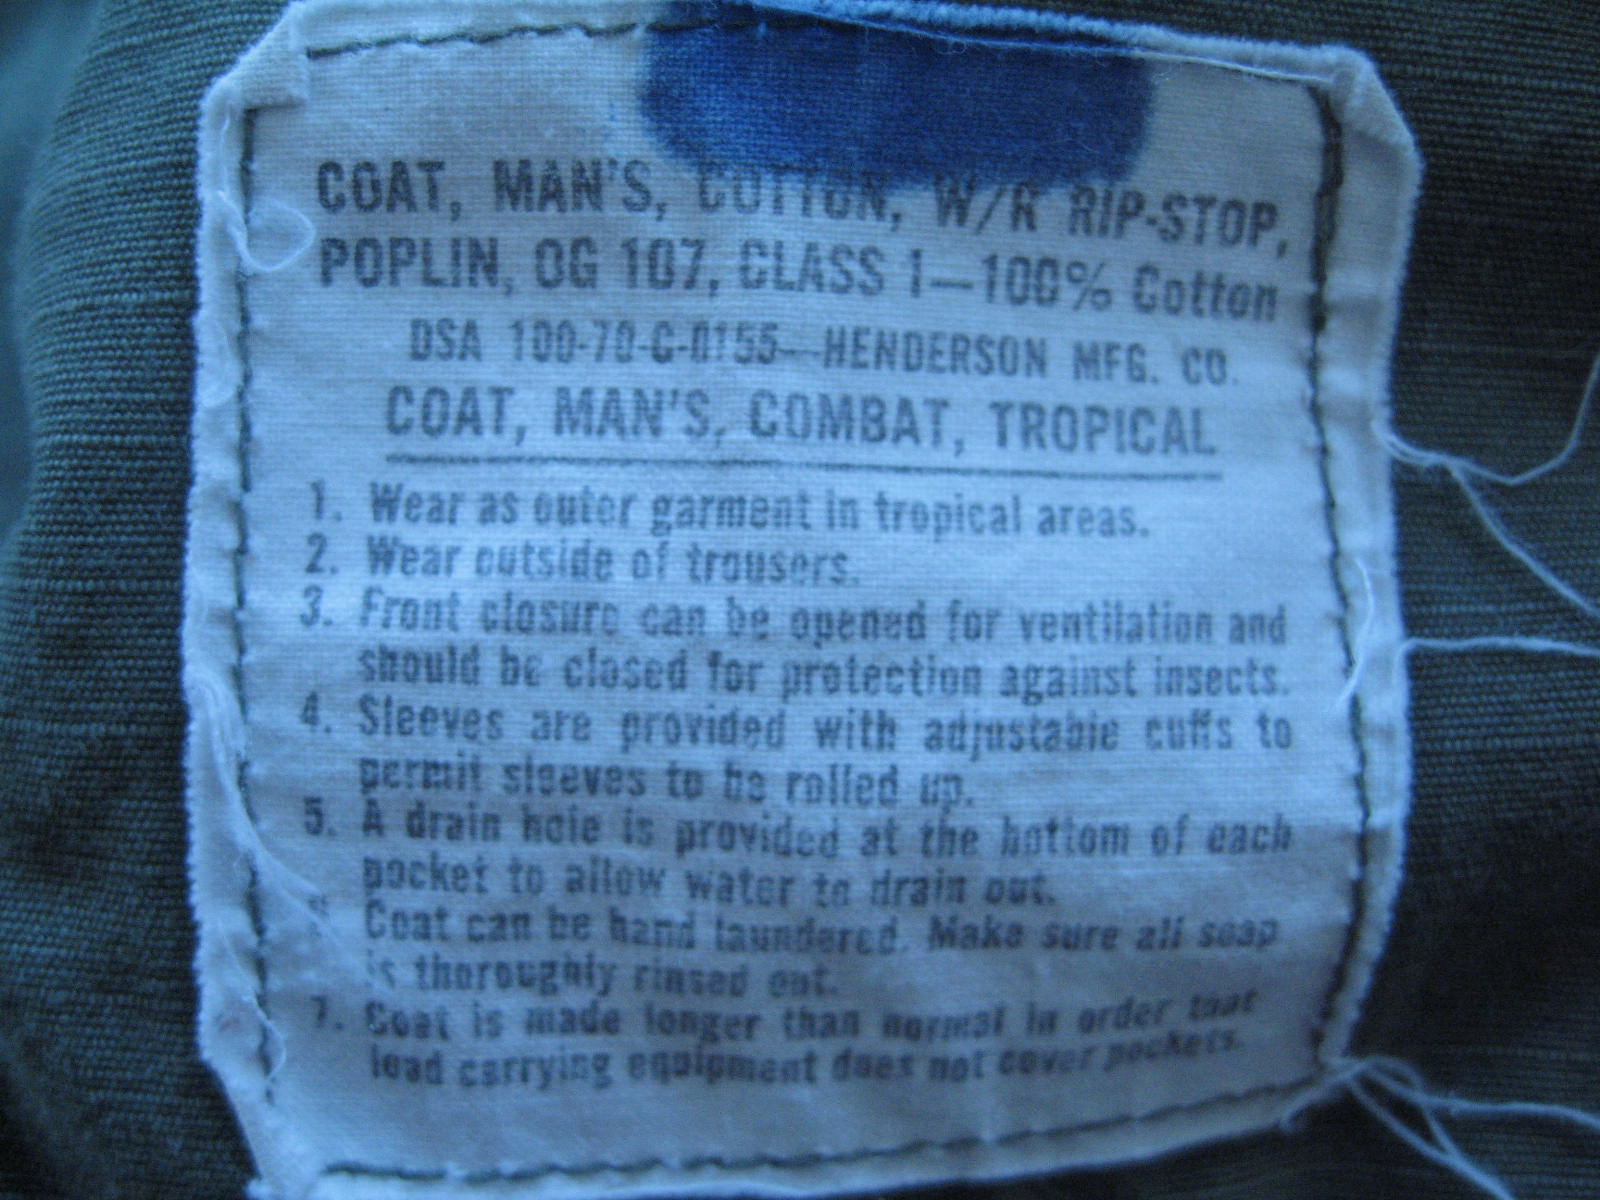 COAT, MAN'S, COTTON, W/R RIP-STOP,
POPLIN, OG 107, CLASS 1—100% Cotton
DSA 100-70-C-0155—HENDERSON MFG. CO.
COAT, MAN'S, COMBAT, TROPICAL
1. Wear as outer garment in tropical areas.
2. Wear outside of trousers.
3. Front closure can be opened for ventilation and
should be closed for protection against insects.
4. Sleeves are provided with adjustable cuffs to
permit sleeves to be rolled up.
5. A drain hole is provided at the bottom of each
pocket to allow water to drain out.
Coat can be hand laundered. Make sure all soap
is thoroughly rinsed out.
7. Coat is made longer than normal in order that
load carrying equipment does not cover pockets.